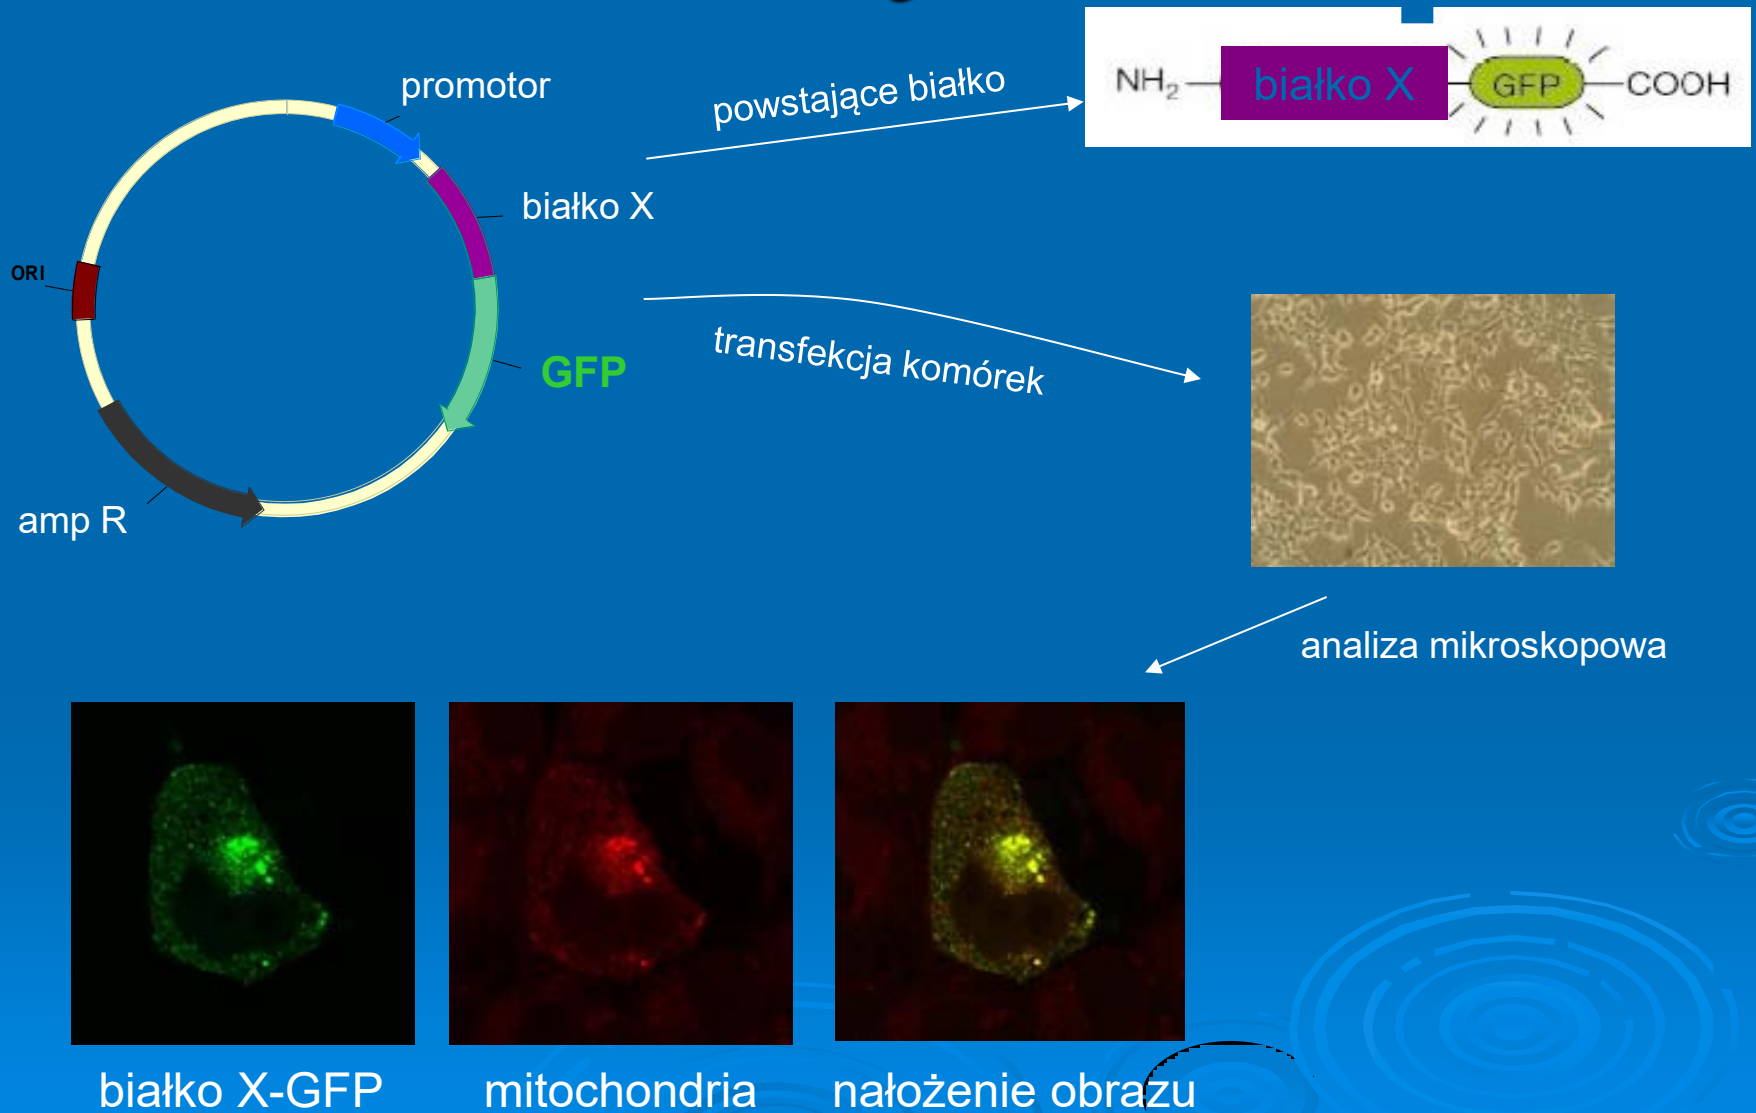 promotor
powstające białko
NH2
białko X
GFP
COOH
białko X
ORI
GFP
transfekcja komórek
amp R
analiza mikroskopowa
białko X-GFP
mitochondria
nałożenie obrazu